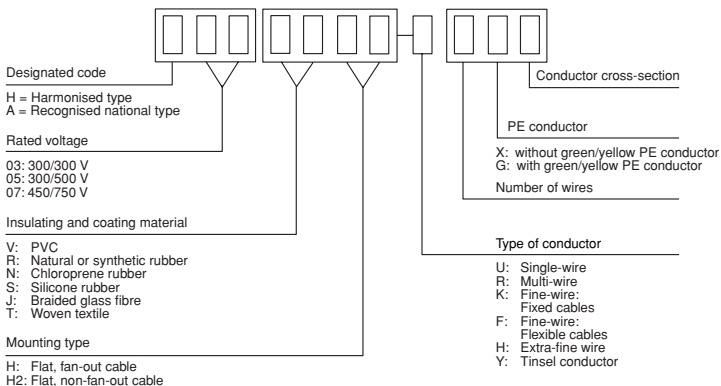 Designated code
H = Harmonised type
A = Recognised national type
Rated voltage
03: 300/300 V
05: 300/500 V
07: 450/750 V
Insulating and coating material
V: PVC
R: Natural or synthetic rubber
N: Chloroprene rubber
S: Silicone rubber
J: Braided glass fibre
T: Woven textile
Mounting type
H: Flat, fan-out cable
H2: Flat, non-fan-out cable
Conductor cross-section
PE conductor
X: without green/yellow PE conductor
G: with green/yellow PE conductor
Number of wires
Type of conductor
U: Single-wire
R: Multi-wire
K: Fine-wire:
Fixed cables
F: Fine-wire:
Flexible cables
H: Extra-fine wire
Y: Tinsel conductor